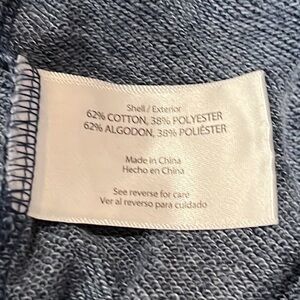 Shell / Exterior
62% COTTON, 38% POLYESTER
62% ALGODON, 38% POLIÉSTER
Made in China
Hecho en China
See reverse for care
Ver al reverso para cuidado